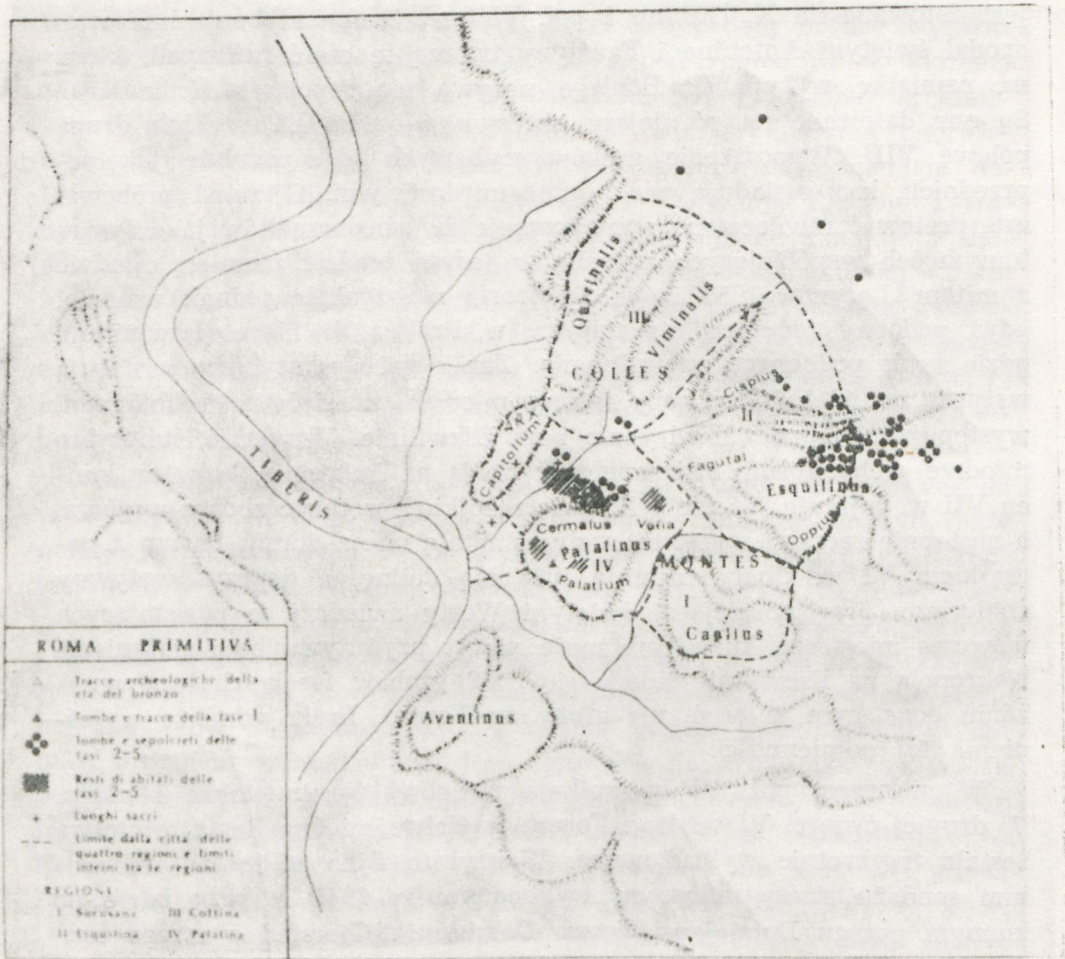 Quirinalis
III
Viminalis
COLLES
Cispius
II
Capitolium
Fagutal
Esquilinus
TIBERIS
Cermalus
Velia
Oppius
Palatinus
IV
MONTES
Palatium
I
Caelius
Aventinus
ROMA PRIMITIVA
Tracce archeologiche della
eta del bronzo
Tombe e tracce della fase I
Tombe e sepolcreti delle
fasi 2-5
Resti di abitati delle
fasi 2-5
Luoghi sacri
Limite della città delle
quattro regioni e limiti
interni tra le regioni
REGIONI
I Sucusana III Collina
II Esquilina IV Palatina